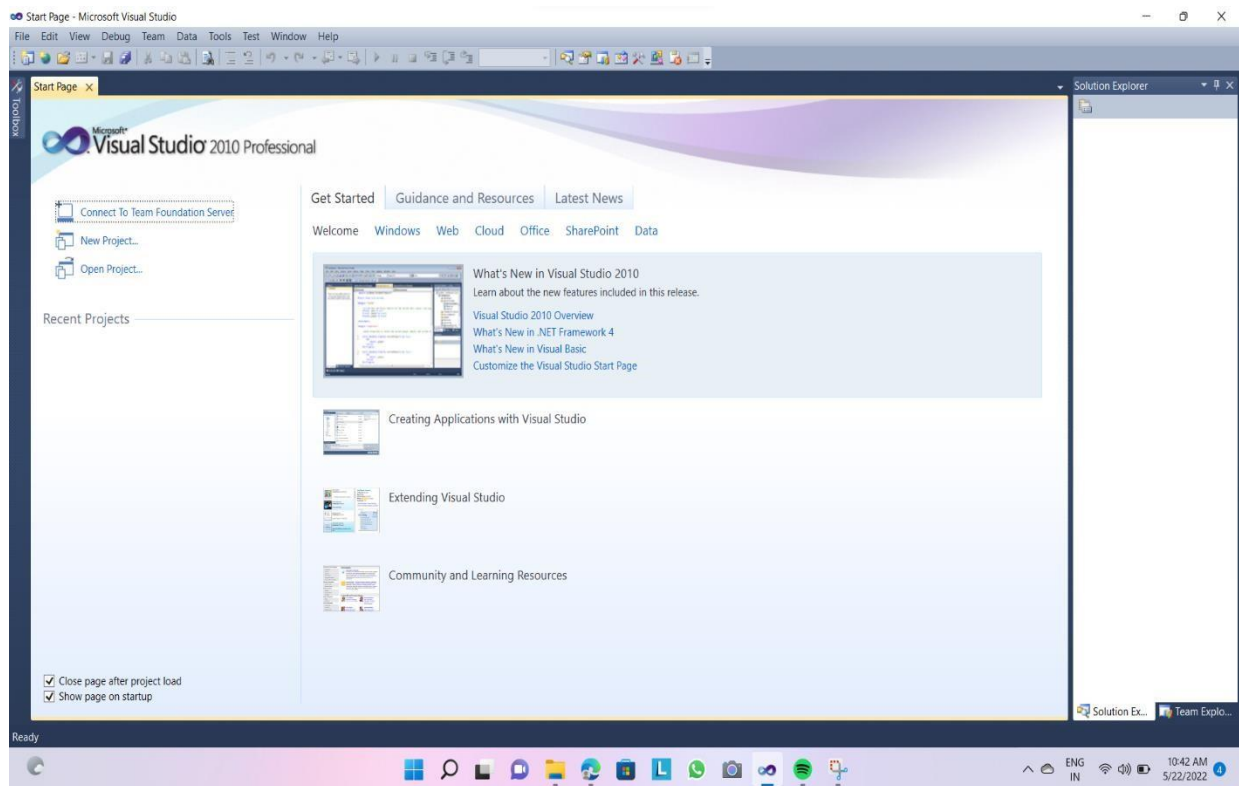 Start Page - Microsoft Visual Studio
File Edit View Debug Team Data Tools Test Window Help
Toolbox
Start Page
Solution Explorer
Microsoft®
Visual Studio® 2010 Professional
Connect To Team Foundation Server
New Project...
Open Project...
Recent Projects
Get Started Guidance and Resources Latest News
Welcome Windows Web Cloud Office SharePoint Data
What's New in Visual Studio 2010
Learn about the new features included in this release.
Visual Studio 2010 Overview
What's New in .NET Framework 4
What's New in Visual Basic
Customize the Visual Studio Start Page
Creating Applications with Visual Studio
Extending Visual Studio
Community and Learning Resources
Close page after project load
Show page on startup
Solution Ex... Team Explo...
Ready
L
ENG
IN
10:42 AM
5/22/2022
4